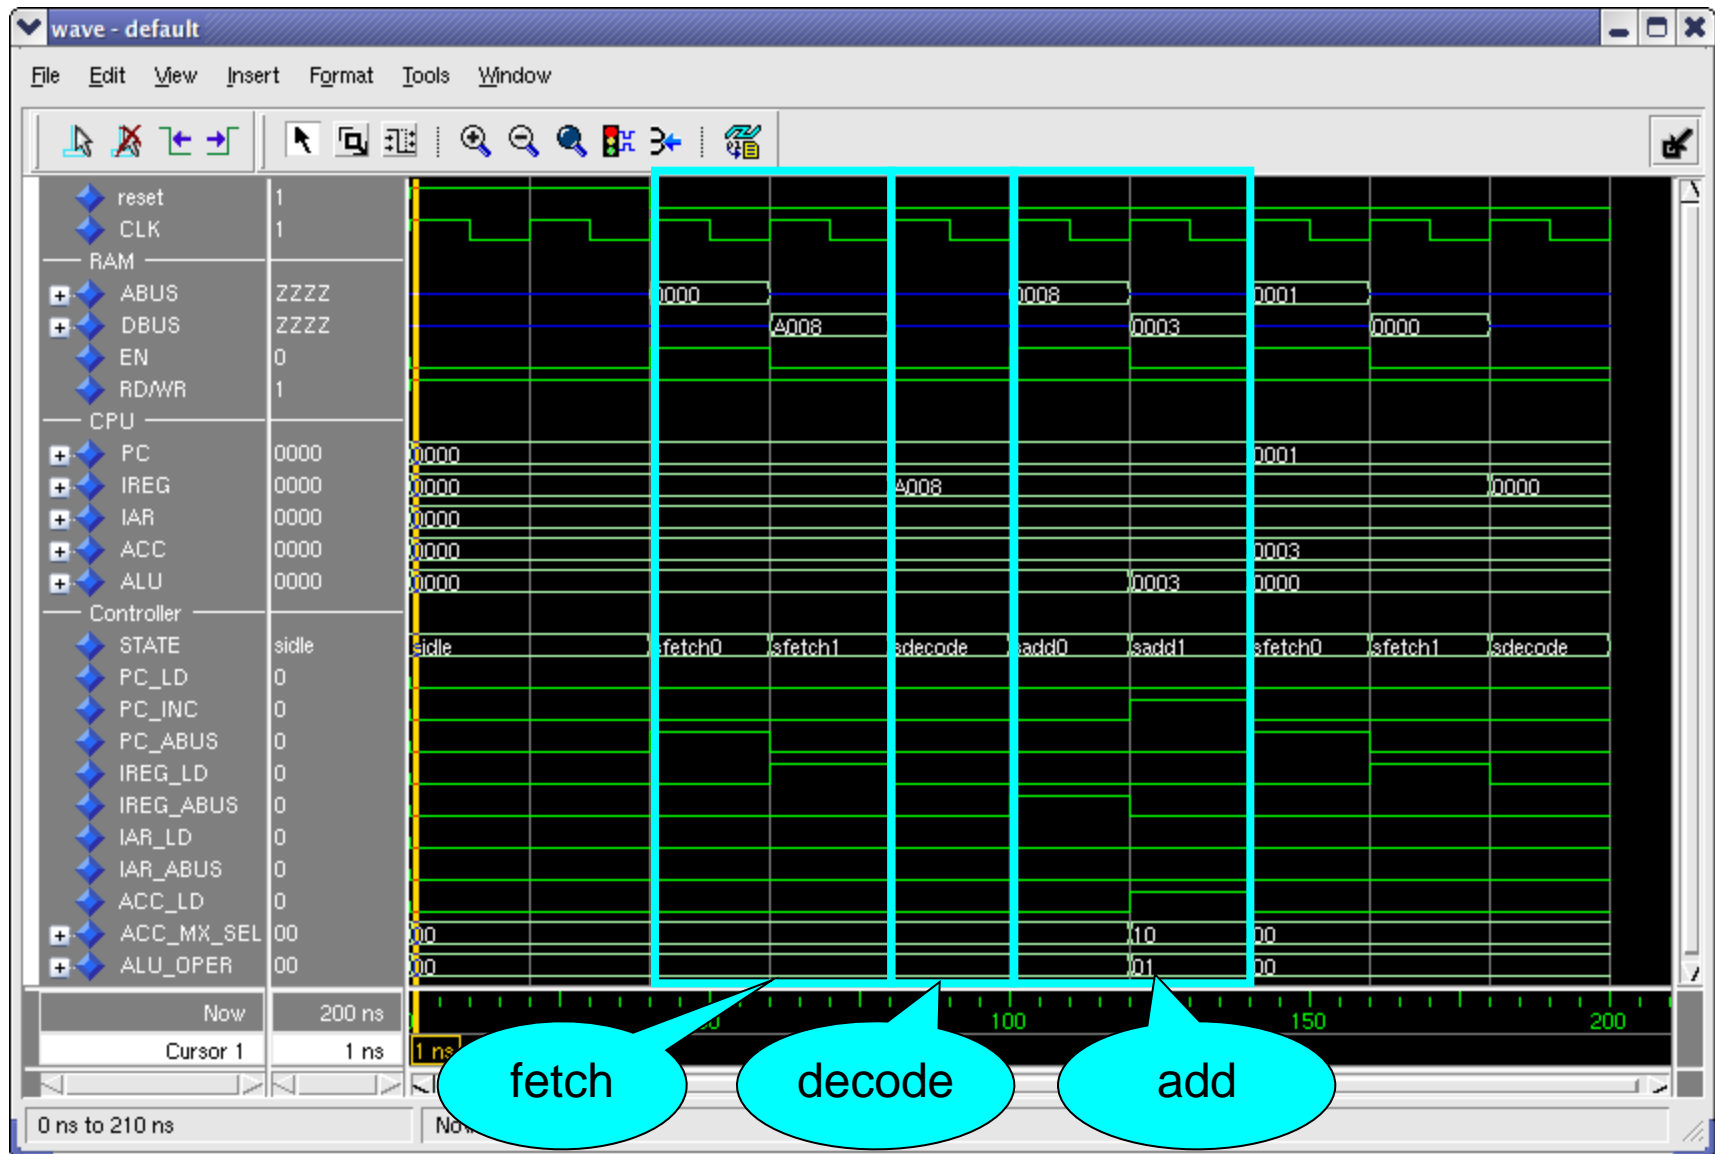 wave - default
File Edit View Insert Format Tools Window
reset 1
CLK 1
RAM
ABUS ZZZZ 0000 0008 0001
DBUS ZZZZ A008 0003 0000
EN 0
RD/WR 1
CPU
PC 0000 0000 0001
IREG 0000 0000 A008 0000
IAR 0000 0000
ACC 0000 0000 0003
ALU 0000 0000 0003 0000
Controller
STATE sidle sidle sfetch0 sfetch1 sdecode sadd0 sadd1 sfetch0 sfetch1 sdecode
PC_LD 0
PC_INC 0
PC_ABUS 0
IREG_LD 0
IREG_ABUS 0
IAR_LD 0
IAR_ABUS 0
ACC_LD 0
ACC_MX_SEL 00 00 10 00
ALU_OPER 00 00 01 00
Now 200 ns 100 150 200
Cursor 1 1 ns 1 ns
fetch decode add
0 ns to 210 ns